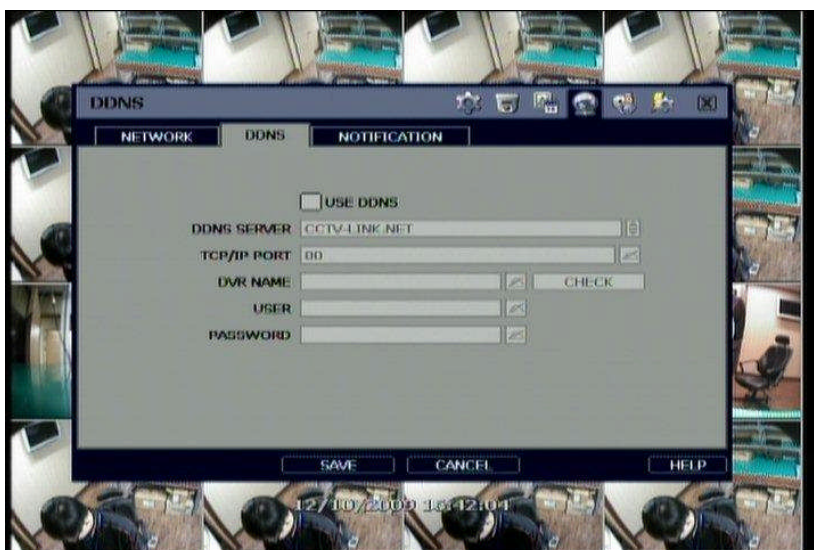 DDNS
NETWORK DDNS NOTIFICATION
USE DDNS
DDNS SERVER CCTV-LINK.NET
TCP/IP PORT 80
DVR NAME CHECK
USER
PASSWORD
SAVE CANCEL HELP
12/10/2009 16:42:04